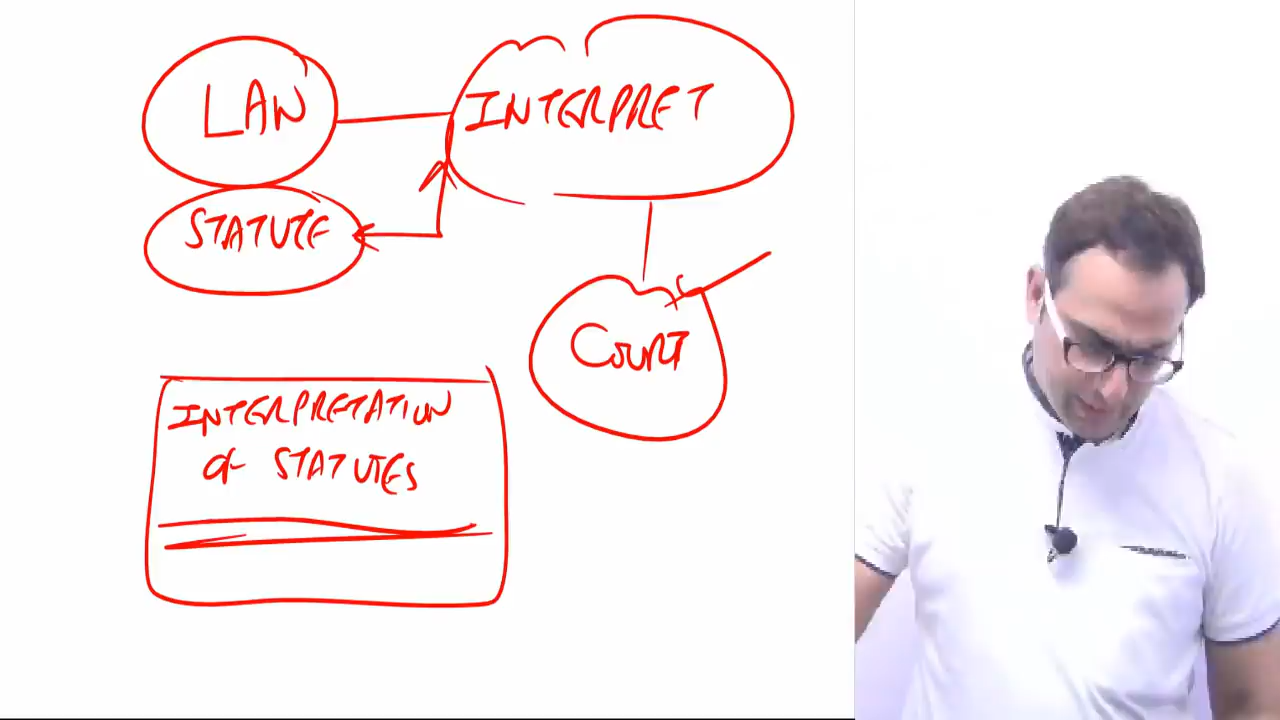 LAW
INTERPRET
STATUTE
COURT
INTERPRETATION
of STATUTES